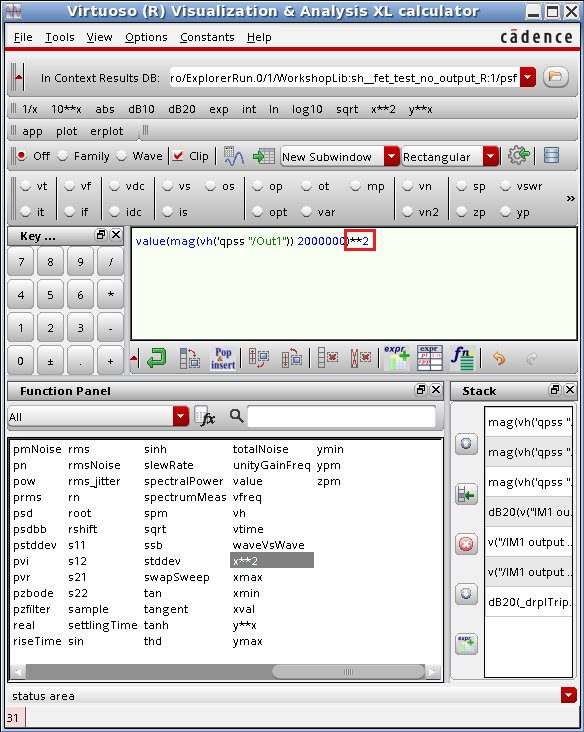 Virtuoso (R) Visualization & Analysis XL calculator
File Tools View Options Constants Help cādence
In Context Results DB: ro/ExplorerRun.0/1/WorkshopLib:sh__fet_test_no_output_R:1/psf
1/x 10**x abs dB10 dB20 exp int ln log10 sqrt x**2 y**x
app plot erplot
Off Family Wave Clip New Subwindow Rectangular
vt vf vdc vs os op ot mp vn sp vswr »
it if idc is opt var vn2 zp yp
Key ...
7 8 9 /
4 5 6 *
1 2 3 -
0 ± . +
value(mag(vh('qpss "/Out1")) 2000000)**2
Pop insert expr expr fn
Function Panel
All fx
pmNoise rms sinh totalNoise ymin
pn rmsNoise slewRate unityGainFreq ypm
pow rms_jitter spectralPower value zpm
prms rn spectrumMeas vfreq
psd root spm vh
psdbb rshift sqrt vtime
pstddev s11 ssb waveVsWave
pvi s12 stddev x**2
pvr s21 swapSweep xmax
pzbode s22 tan xmin
pzfilter sample tangent xval
real settlingTime tanh y**x
riseTime sin thd ymax
Stack
mag(vh('qpss "...
mag(vh('qpss "...
mag(vh('qpss "...
dB20(v("IM1 o...
v("/IM1 output ...
v("/IM1 output ...
dB20(_drplTrip...
expr
status area
31